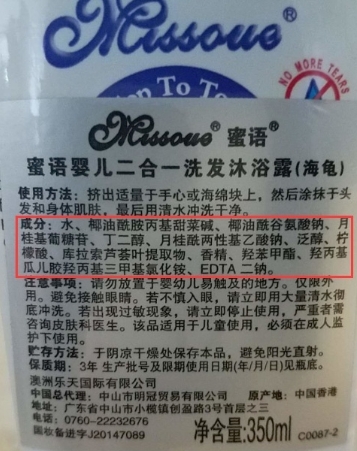 Missoue®
NO MORE TEARS
Top To To
Missoue® 蜜语®
蜜语婴儿二合一洗发沐浴露(海龟)
使用方法：挤出适量于手心或海绵块上，然后涂抹于头
发和身体肌肤，最后用清水冲洗干净。
成分：水、椰油酰胺丙基甜菜碱、椰油酰谷氨酸钠、月
桂基葡糖苷、丁二醇、月桂酰两性基乙酸钠、泛醇、柠
檬酸、库拉索芦荟叶提取物、香精、羟苯甲酯、羟丙基
瓜儿胶羟丙基三甲基氯化铵、EDTA 二钠。
注意事项：请勿放置于婴幼儿易触及的地方。仅限外
用。避免接触眼睛。若不慎入眼，请立即用大量清水彻
底冲洗。若出现过敏现象，请立即停止使用，严重者需
咨询皮肤科医生。该品适用于儿童使用，必须在成人监
护下使用。
贮存方法：于阴凉干燥处保存本品，避免阳光直射。
保质期：3年 生产批号及限期使用日期(年/月/日)见瓶底。
澳洲乐天国际有限公司
中国总代理：中山市明冠贸易有限公司 原产地：中国香港
地址：广东省中山市小榄镇创盈路3号首层之三
电话：0760-22232676
国妆备进字J20147089
净含量:350ml
C0087-2